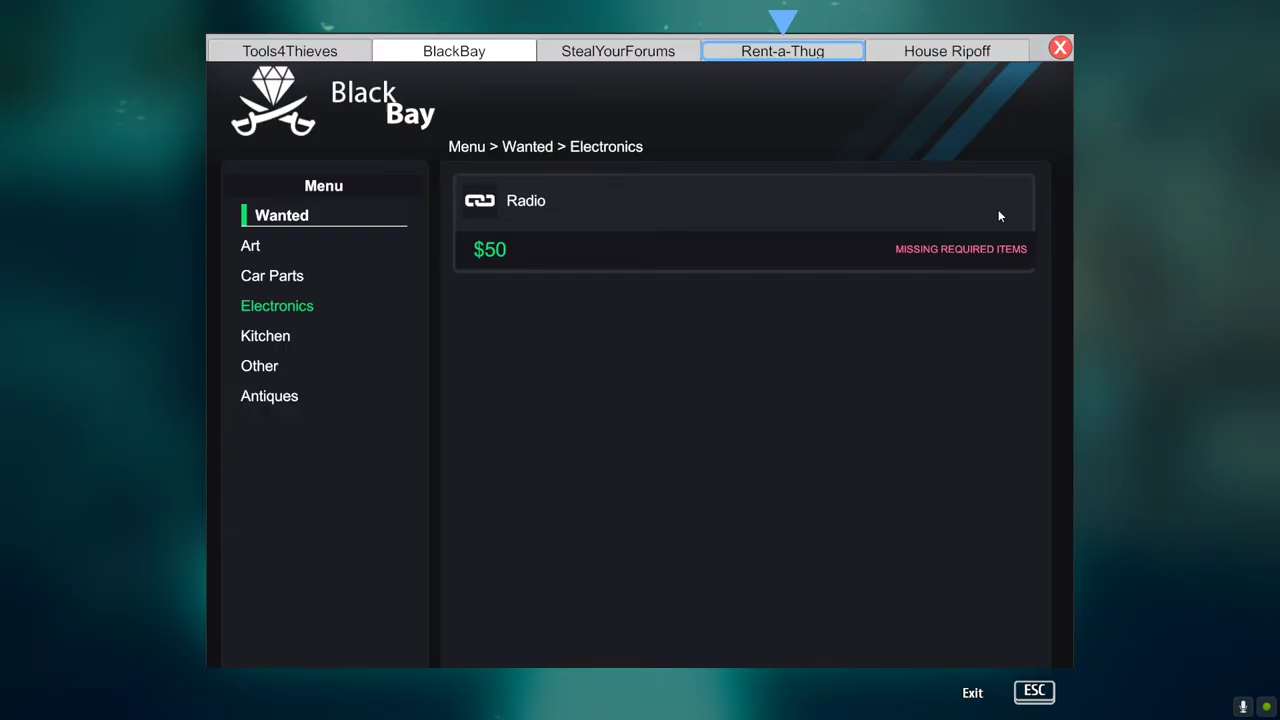 Tools4Thieves
BlackBay
StealYourForums
Rent-a-Thug
House Ripoff
X
Black
Bay
Menu > Wanted > Electronics
Menu
Wanted
Art
Car Parts
Electronics
Kitchen
Other
Antiques
Radio
$50
MISSING REQUIRED ITEMS
Exit
ESC